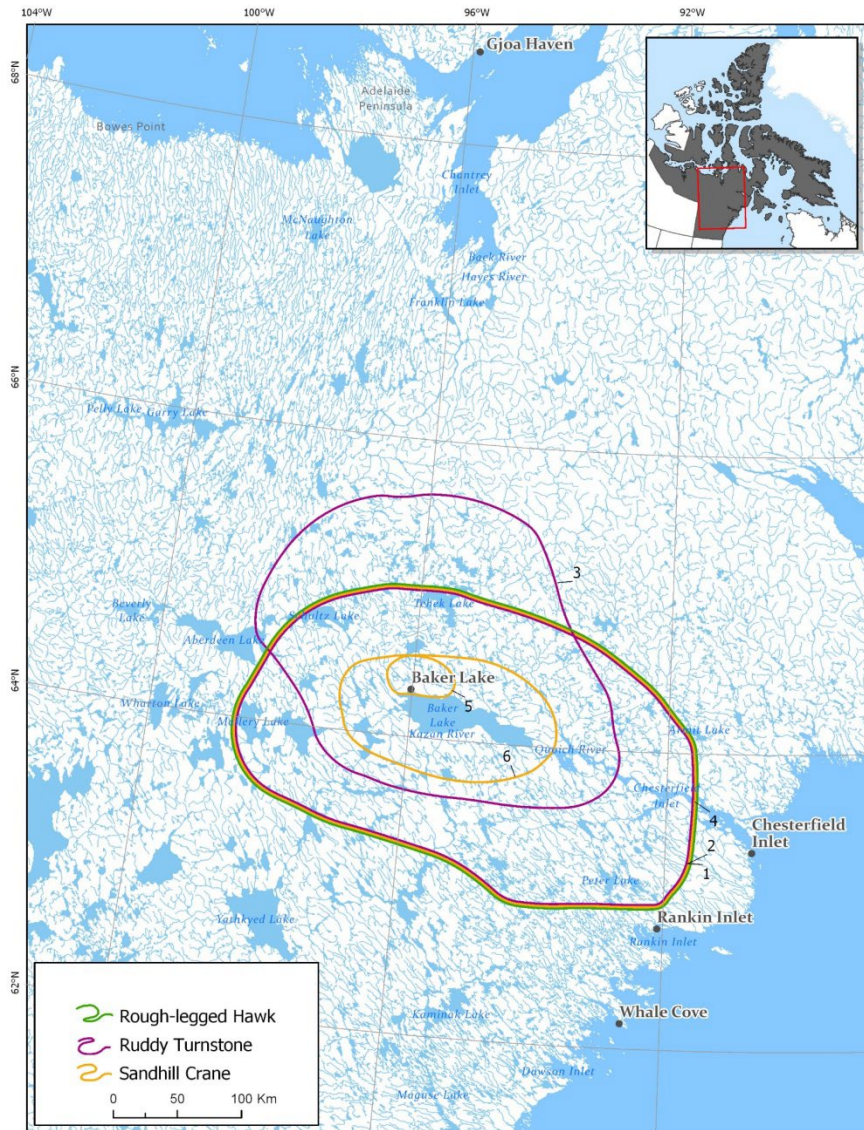 104°W
100°W
96°W
92°W
68°N
66°N
64°N
62°N
Gjoa Haven
Adelaide
Peninsula
Bowes Point
Chantrey
Inlet
McNaughton
Lake
Back River
Hayes River
Franklin Lake
Pelly Lake
Garry Lake
3
Beverly
Lake
Schultz Lake
Tehek Lake
Aberdeen Lake
Baker Lake
5
Wharton Lake
Baker
Lake
Mallery Lake
Kazan River
Quoich River
6
Chesterfield
Inlet
4
Chesterfield
Inlet
2
1
Peter Lake
Yathkyed Lake
Rankin Inlet
Rankin Inlet
Kaminak Lake
Whale Cove
Dawson Inlet
Maguse Lake
Rough-legged Hawk
Ruddy Turnstone
Sandhill Crane
0 50 100 Km